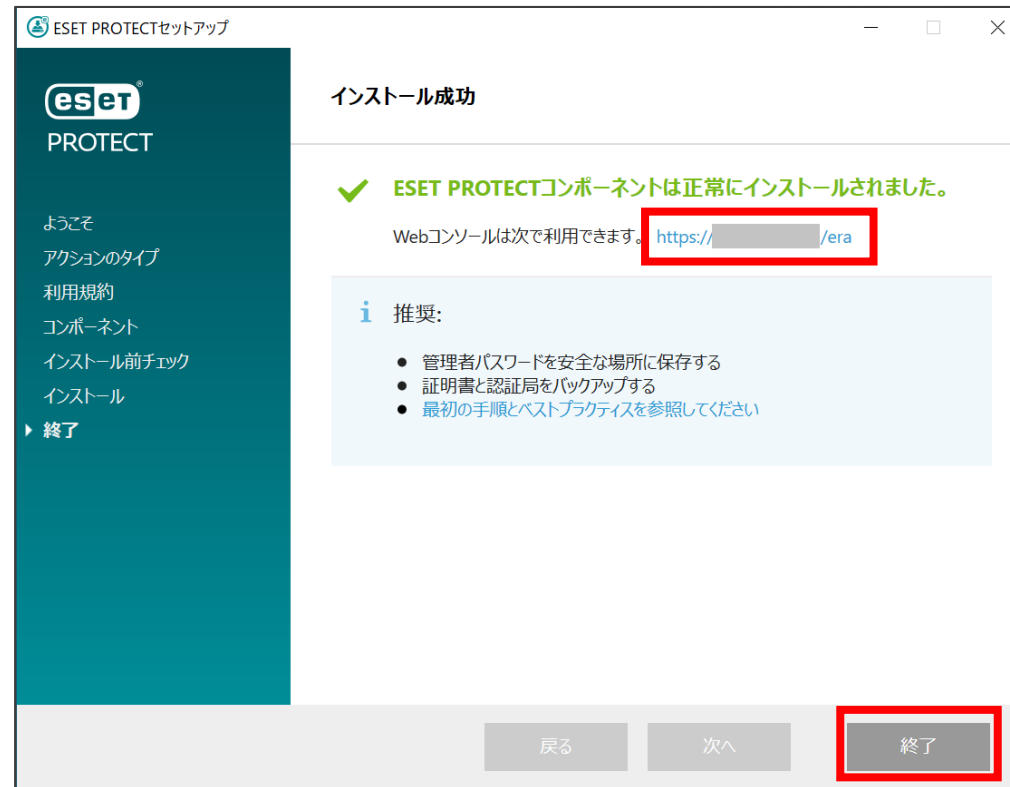 ESET PROTECTセットアップ
eset®
PROTECT
ようこそ
アクションのタイプ
利用規約
コンポーネント
インストール前チェック
インストール
終了
インストール成功
ESET PROTECTコンポーネントは正常にインストールされました。
Webコンソールは次で利用できます。 https:// /era
i 推奨:
● 管理者パスワードを安全な場所に保存する
● 証明書と認証局をバックアップする
● 最初の手順とベストプラクティスを参照してください
戻る 次へ 終了